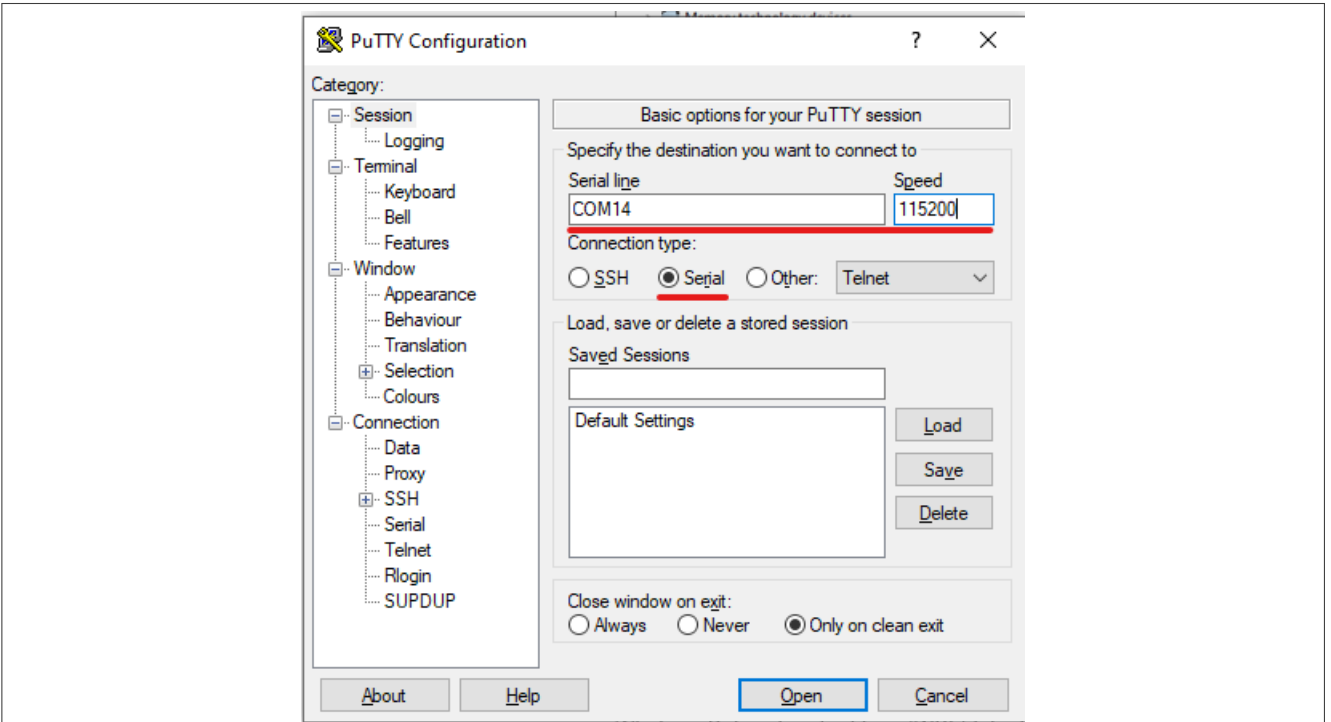 PuTTY Configuration
?
Category:
Session
Logging
Terminal
Keyboard
Bell
Features
Window
Appearance
Behaviour
Translation
Selection
Colours
Connection
Data
Proxy
SSH
Serial
Telnet
Rlogin
SUPDUP
Basic options for your PuTTY session
Specify the destination you want to connect to
Serial line Speed
COM14 115200
Connection type:
SSH Serial Other: Telnet
Load, save or delete a stored session
Saved Sessions
Default Settings
Load
Save
Delete
Close window on exit:
Always Never Only on clean exit
About Help Open Cancel